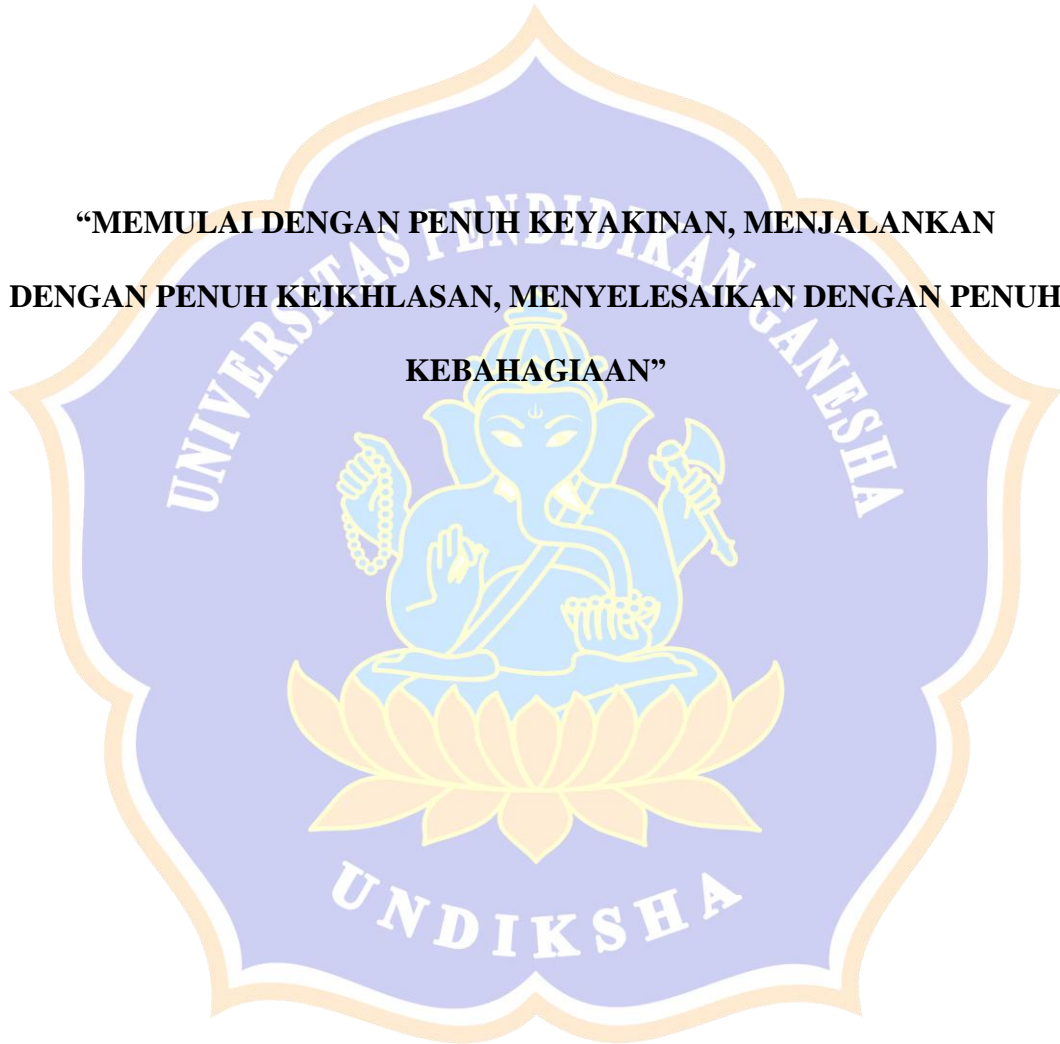 “MEMULAI DENGAN PENUH KEYAKINAN, MENJALANKAN
DENGAN PENUH KEIKHLASAN, MENYELESAIKAN DENGAN PENUH
KEBAHAGIAAN”
UNIVERSITAS PENDIDIKAN GANESHA
UNDIKSHA